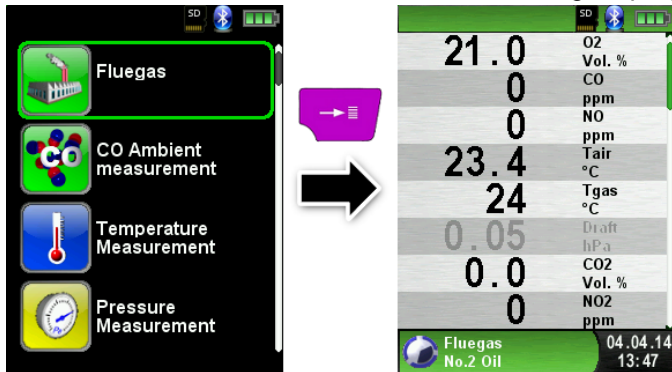 SD
Fluegas
CO
CO Ambient
measurement
Temperature
Measurement
Pa
Pressure
Measurement
SD
21.0 O2
Vol. %
0 CO
ppm
0 NO
ppm
23.4 Tair
°C
24 Tgas
°C
0.05 Draft
hPa
0.0 CO2
Vol. %
0 NO2
ppm
Fluegas 04.04.14
No.2 Oil 13:47